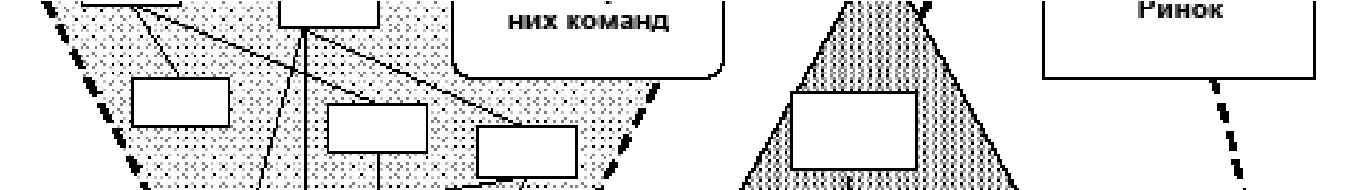 них команд
Ринок